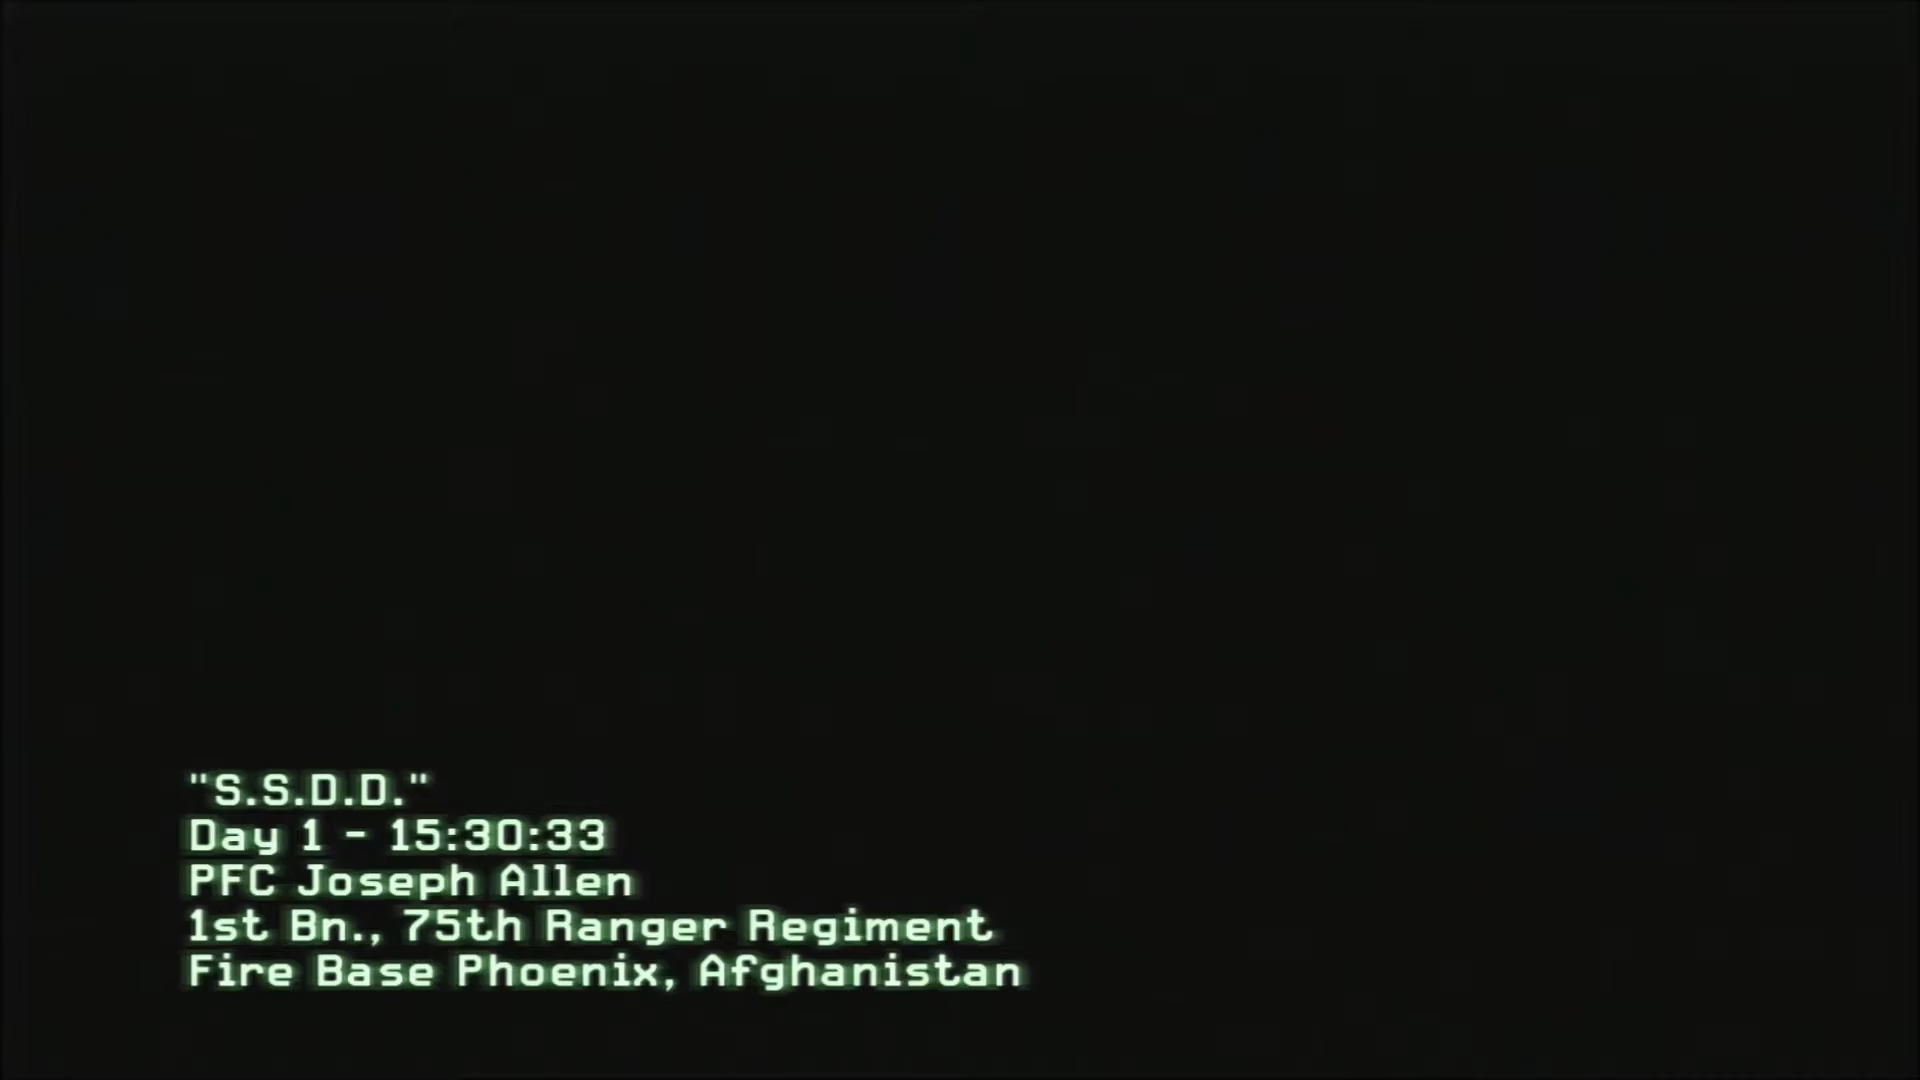 "S.S.D.D."
Day 1 - 15:30:33
PFC Joseph Allen
1st Bn., 75th Ranger Regiment
Fire Base Phoenix, Afghanistan